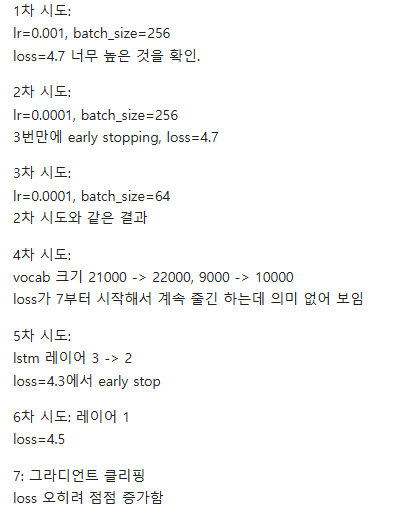 1차 시도:
lr=0.001, batch_size=256
loss=4.7 너무 높은 것을 확인.
2차 시도:
lr=0.0001, batch_size=256
3번만에 early stopping, loss=4.7
3차 시도:
lr=0.0001, batch_size=64
2차 시도와 같은 결과
4차 시도:
vocab 크기 21000 -> 22000, 9000 -> 10000
loss가 7부터 시작해서 계속 줄긴 하는데 의미 없어 보임
5차 시도:
lstm 레이어 3 -> 2
loss=4.3에서 early stop
6차 시도: 레이어 1
loss=4.5
7: 그라디언트 클리핑
loss 오히려 점점 증가함